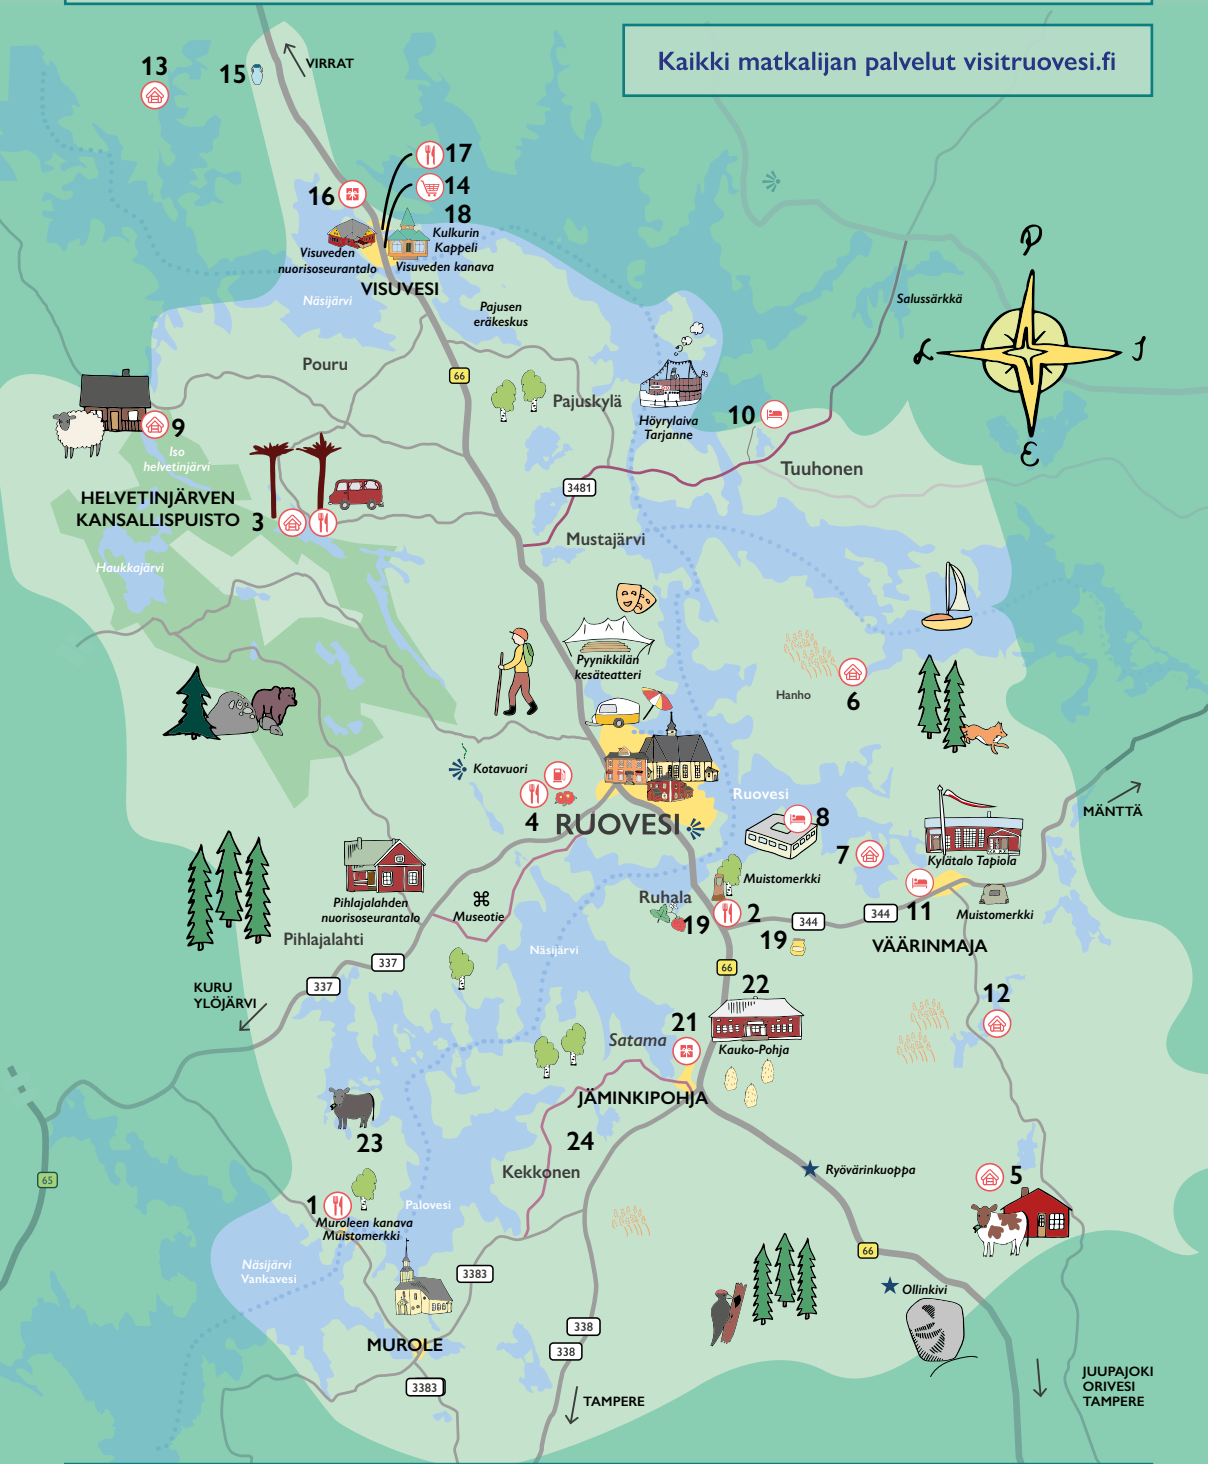 Kaikki matkalijan palvelut visitruovesi.fi
VIRRAT
13
15
17
14
16
18
Kulkurin
Kappeli
Visuveden
nuorisoseurantalo
Visuveden kanava
VISUVESI
Näsijärvi
Pajusen
eräkeskus
Salussärkkä
P
L
I
E
Pouru
66
Pajuskylä
Höyrylaiva
Tarjanne
10
9
Iso
helvetinjärvi
Tuuhonen
3481
HELVETINJÄRVEN
KANSALLISPUISTO
3
Mustajärvi
Haukkajärvi
Pyynikkilän
kesäteatteri
Hanho
6
Kotavuori
4
RUOVESI
Ruovesi
8
MÄNTTÄ
7
Kylätalo Tapiola
Muistomerkki
Pihlajalahden
nuorisoseurantalo
⌘
Museotie
Ruhala
19
2
344
344
11
Muistomerkki
19
VÄÄRINMAJA
Pihlajalahti
Näsijärvi
337
337
66
22
KURU
YLÖJÄRVI
12
21
Satama
Kauko-Pohja
JÄMINKIPOHJA
23
24
Kekkonen
Ryövärinkuoppa
5
65
1
Muroleen kanava
Muistomerkki
Palovesi
66
Näsijärvi
Vankavesi
3383
Ollinkivi
338
MUROLE
338
3383
TAMPERE
JUUPAJOKI
ORIVESI
TAMPERE